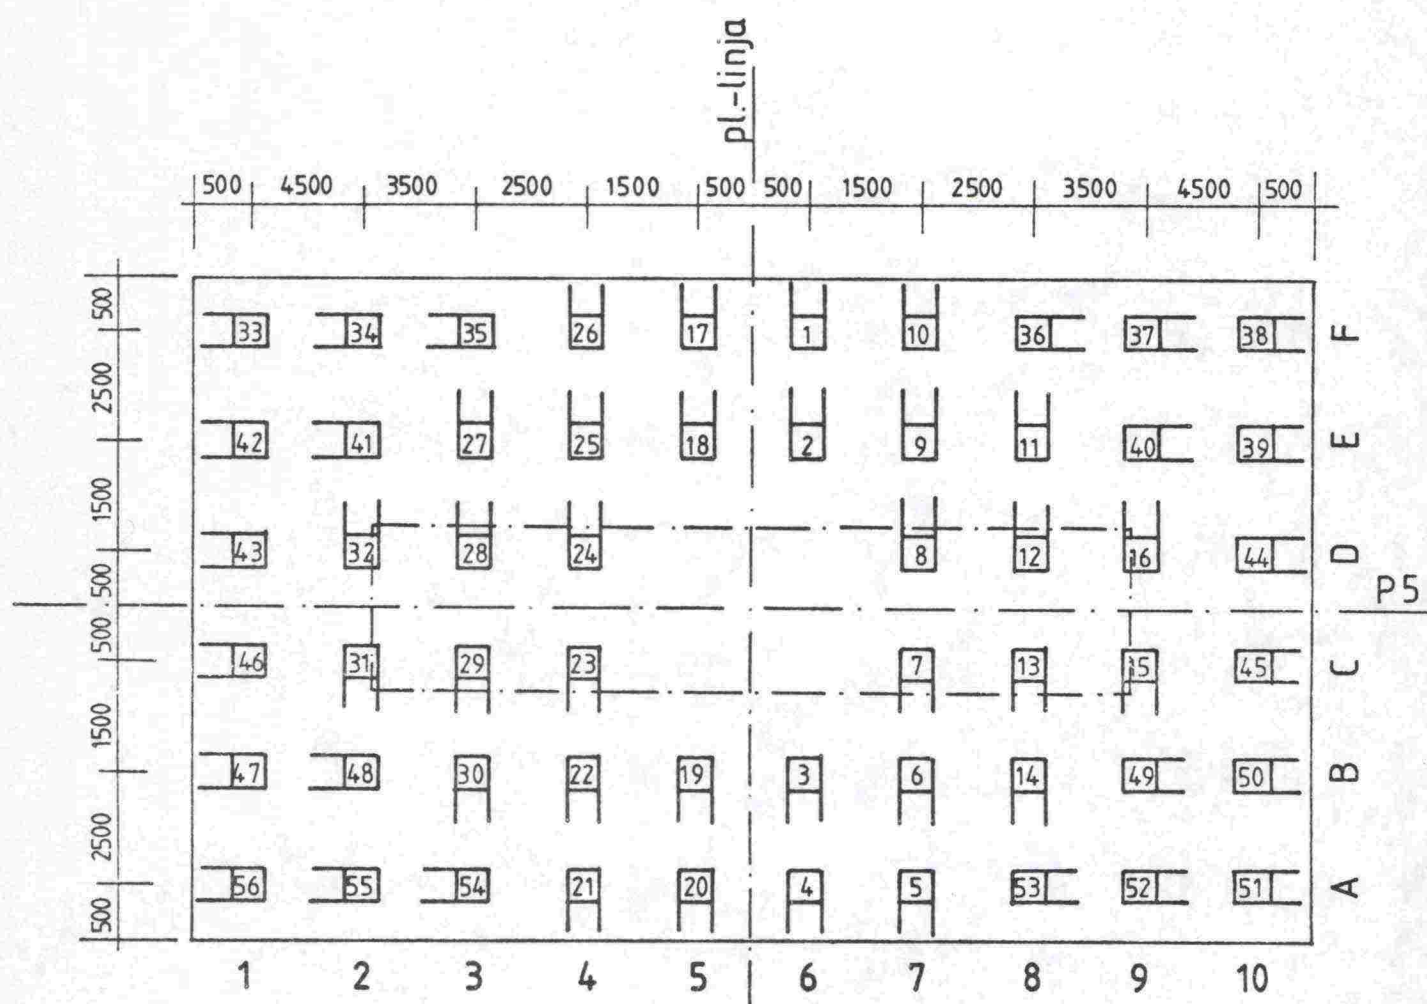 pl.-linja
500 4500 3500 2500 1500 500 500 1500 2500 3500 4500 500
500
2500
1500
500
500
1500
2500
500
33 34 35 26 17 1 10 36 37 38 F
42 41 27 25 18 2 9 11 40 39 E
43 32 28 24 8 12 16 44 D
P5
46 31 29 23 7 13 15 45 C
47 48 30 22 19 3 6 14 49 50 B
56 55 54 21 20 4 5 53 52 51 A
1 2 3 4 5 6 7 8 9 10